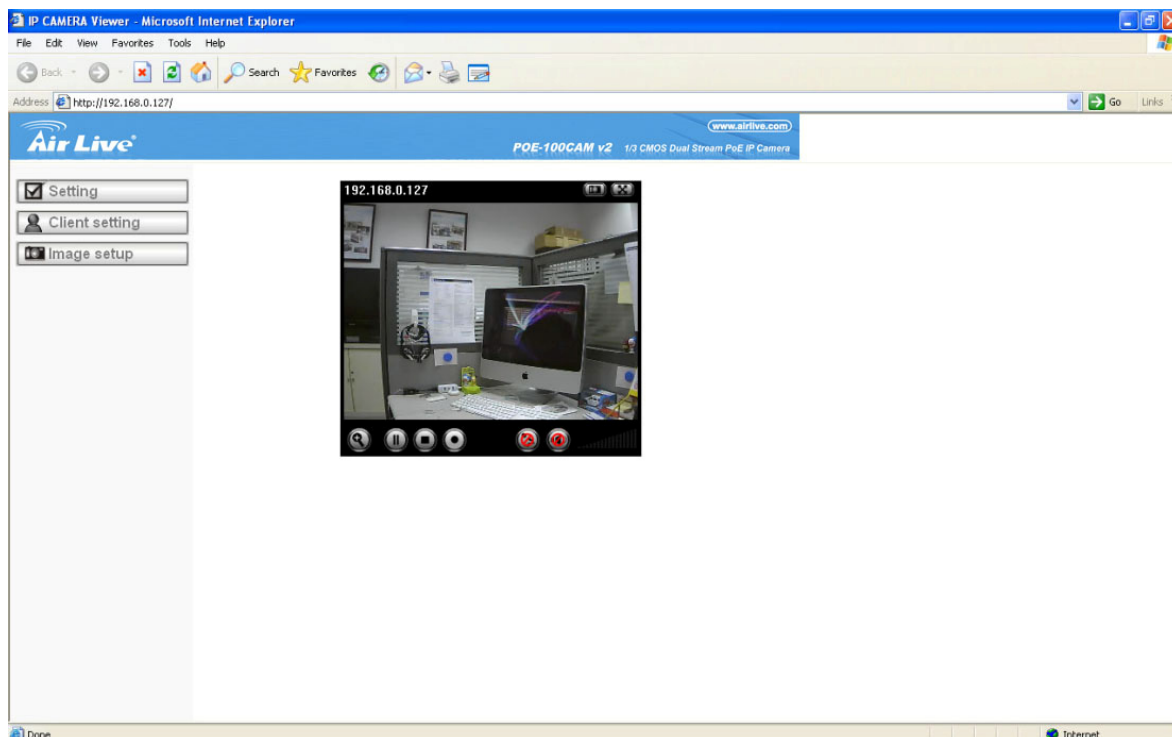 IP CAMERA Viewer - Microsoft Internet Explorer
File Edit View Favorites Tools Help
Back Search Favorites
Address http://192.168.0.127/ Go Links
Air Live®
www.airlive.com
POE-100CAM v2 1/3 CMOS Dual Stream PoE IP Camera
Setting
Client setting
Image setup
192.168.0.127
Done Internet